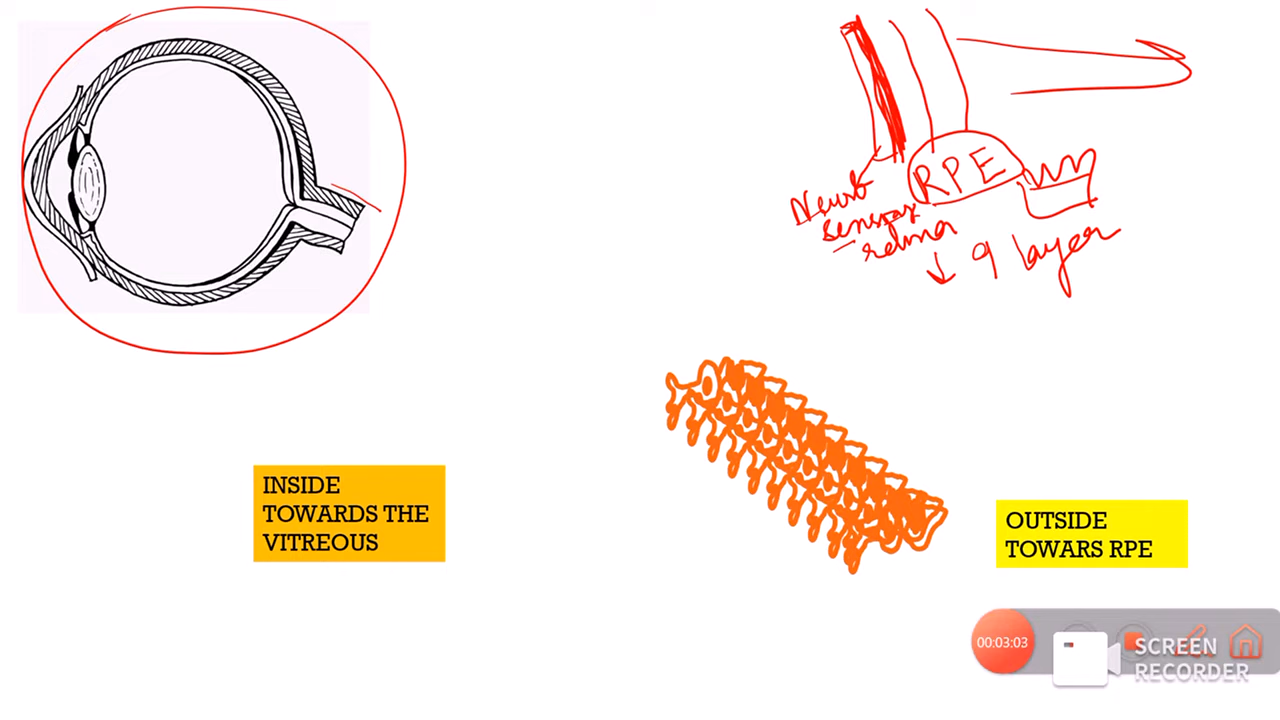 RPE
Neuro
sensory
retina
↓ 9 layer
INSIDE
TOWARDS THE
VITREOUS
OUTSIDE
TOWARS RPE
00:03:03
SCREEN
RECORDER